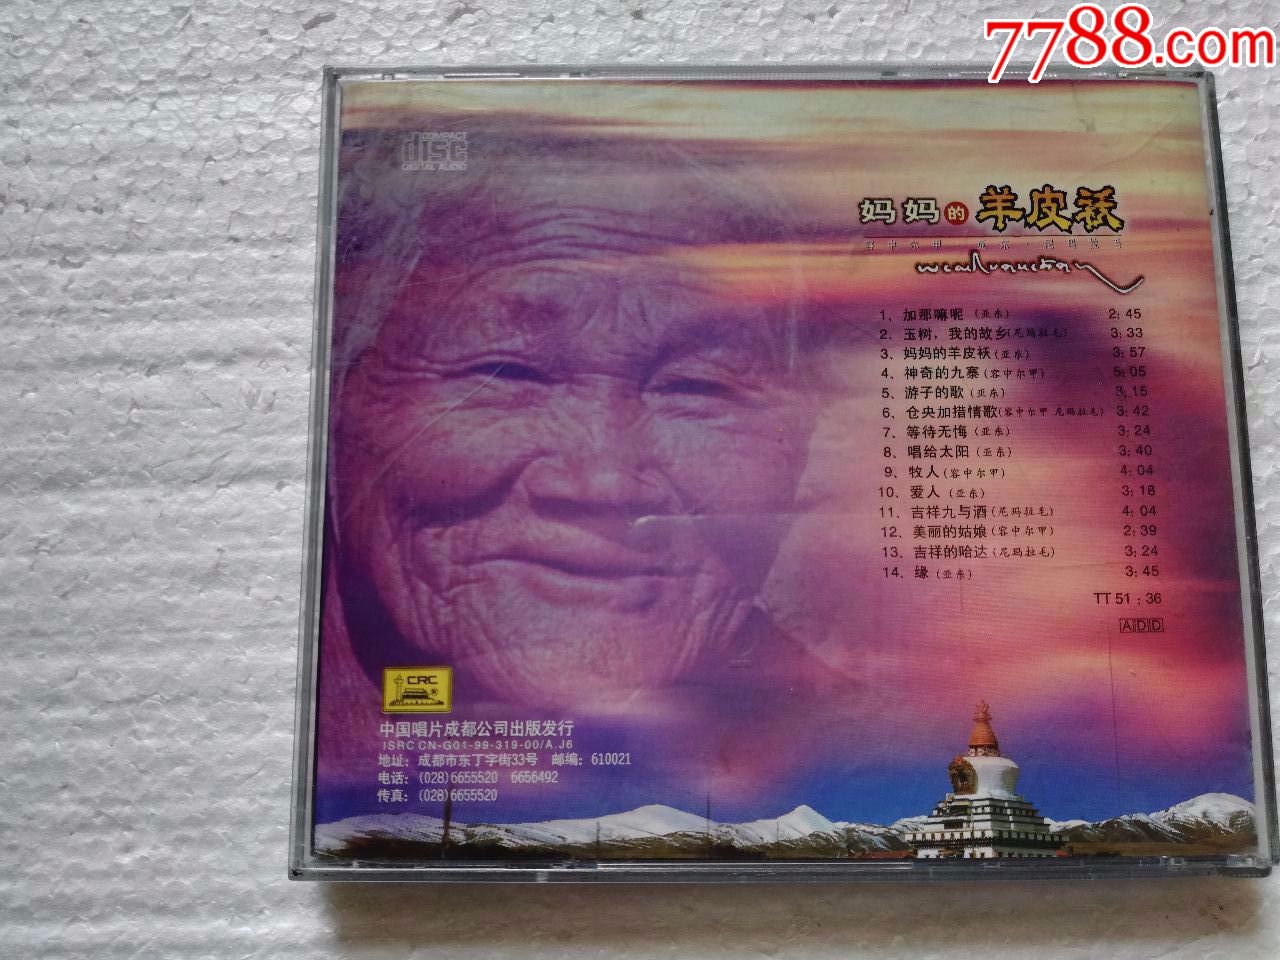 7788.com
COMPACT
disc
DIGITAL AUDIO
妈妈的羊皮袄
容中尔甲 亚东·尼玛拉毛
1、加那嘛呢（亚东） 2：45
2、玉树，我的故乡(尼玛拉毛) 3：33
3、妈妈的羊皮袄(亚东) 3：57
4、神奇的九寨(容中尔甲) 5：05
5、游子的歌(亚东) 3：15
6、仓央加措情歌(容中尔甲 尼玛拉毛) 3：42
7、等待无悔（亚东） 3：24
8、唱给太阳（亚东） 3：40
9、牧人(容中尔甲) 4：04
10、爱人（亚东） 3：18
11、吉祥九与酒(尼玛拉毛) 4：04
12、美丽的姑娘(容中尔甲) 2：39
13、吉祥的哈达(尼玛拉毛) 3：24
14、缘（亚东） 3：45
TT 51：36
ADD
CRC
中国唱片成都公司出版发行
ISRC CN-G01-99-319-00/A.J6
地址：成都市东丁字街33号 邮编：610021
电话：(028)6655520 6656492
传真：(028)6655520